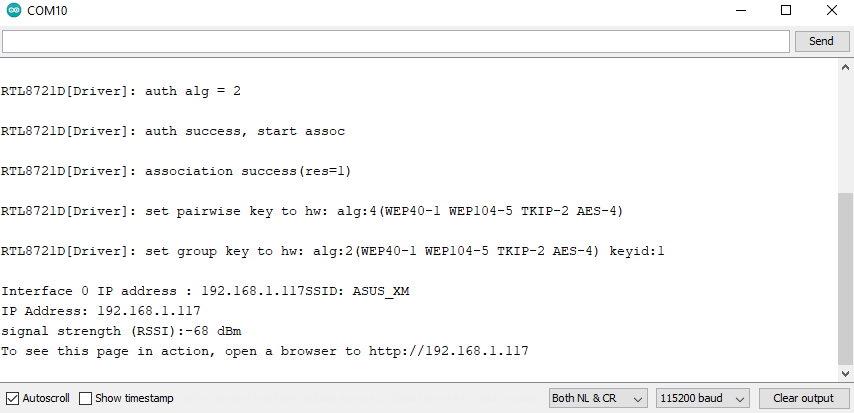 COM10
Send
RTL8721D[Driver]: auth alg = 2
RTL8721D[Driver]: auth success, start assoc
RTL8721D[Driver]: association success(res=1)
RTL8721D[Driver]: set pairwise key to hw: alg:4(WEP40-1 WEP104-5 TKIP-2 AES-4)
RTL8721D[Driver]: set group key to hw: alg:2(WEP40-1 WEP104-5 TKIP-2 AES-4) keyid:1
Interface 0 IP address : 192.168.1.117SSID: ASUS_XM
IP Address: 192.168.1.117
signal strength (RSSI):-68 dBm
To see this page in action, open a browser to http://192.168.1.117
Autoscroll Show timestamp Both NL & CR 115200 baud Clear output